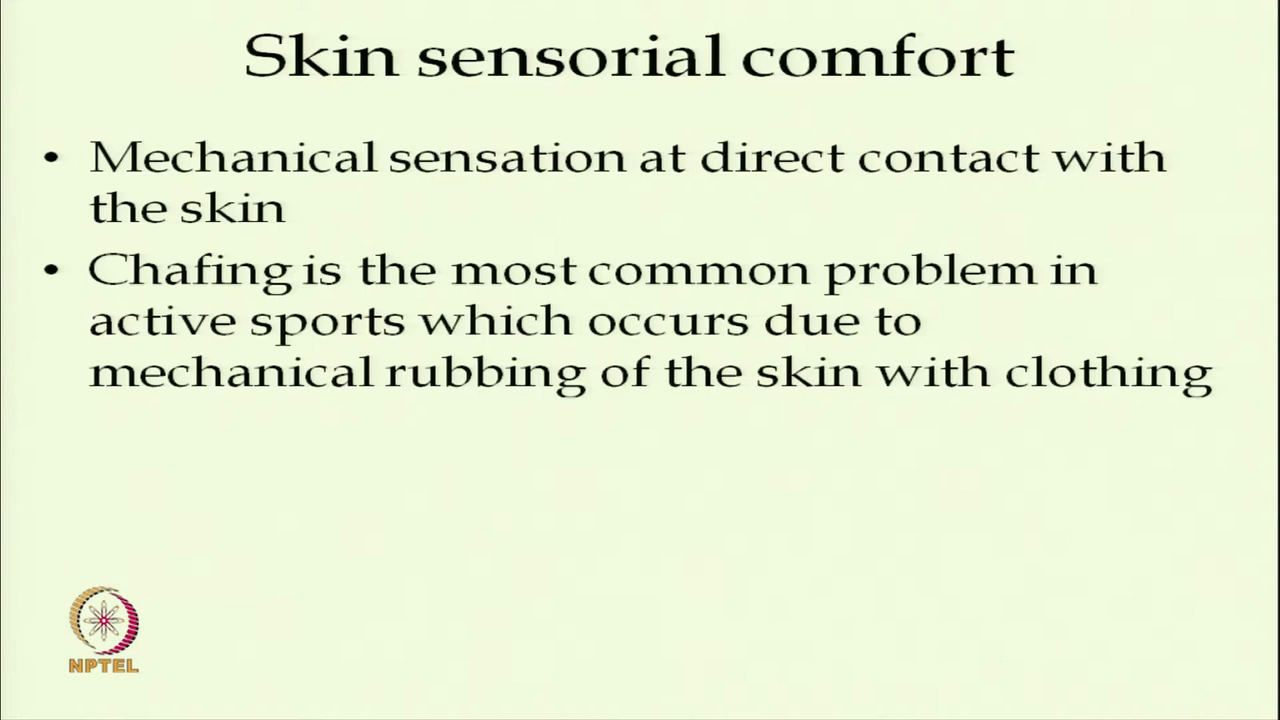 Skin sensorial comfort
• Mechanical sensation at direct contact with
the skin
• Chafing is the most common problem in
active sports which occurs due to
mechanical rubbing of the skin with clothing
NPTEL